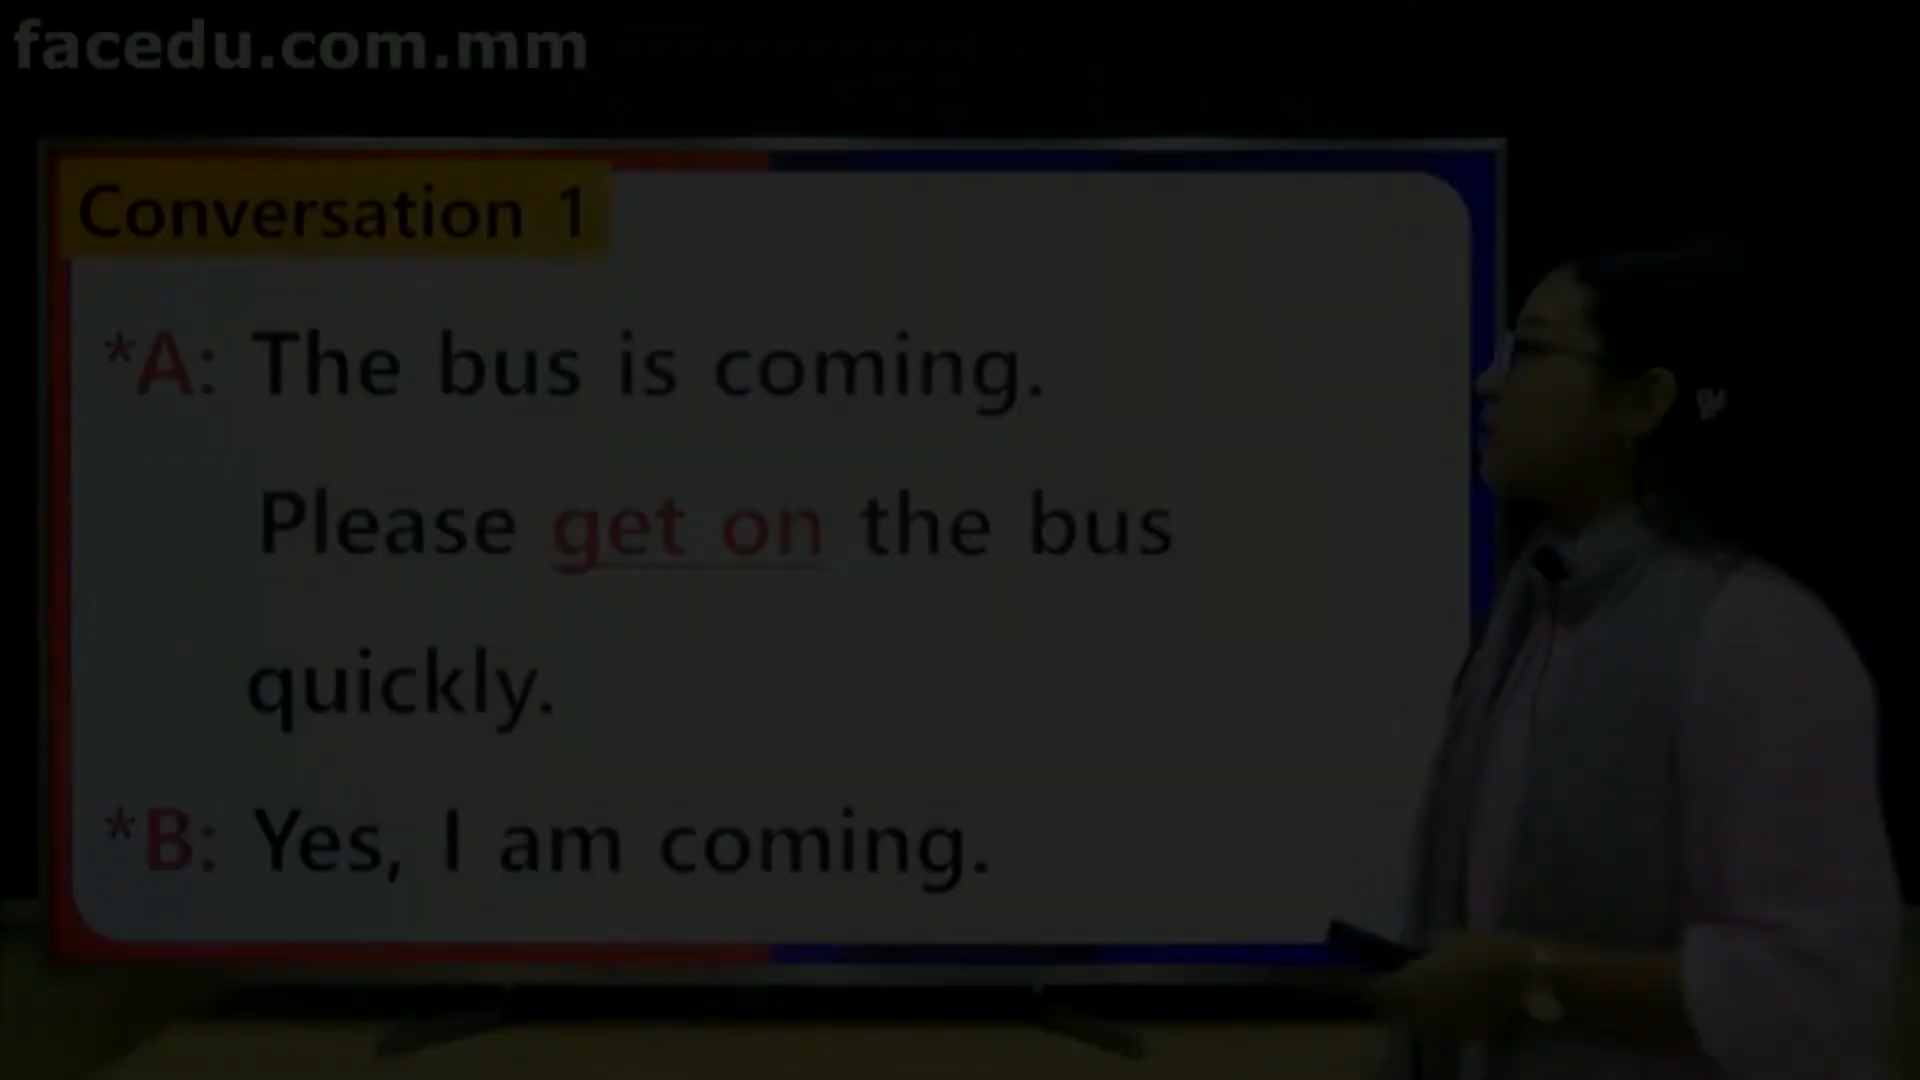 facedu.com.mm
Conversation 1
*A: The bus is coming.
Please get on the bus
quickly.
*B: Yes, I am coming.